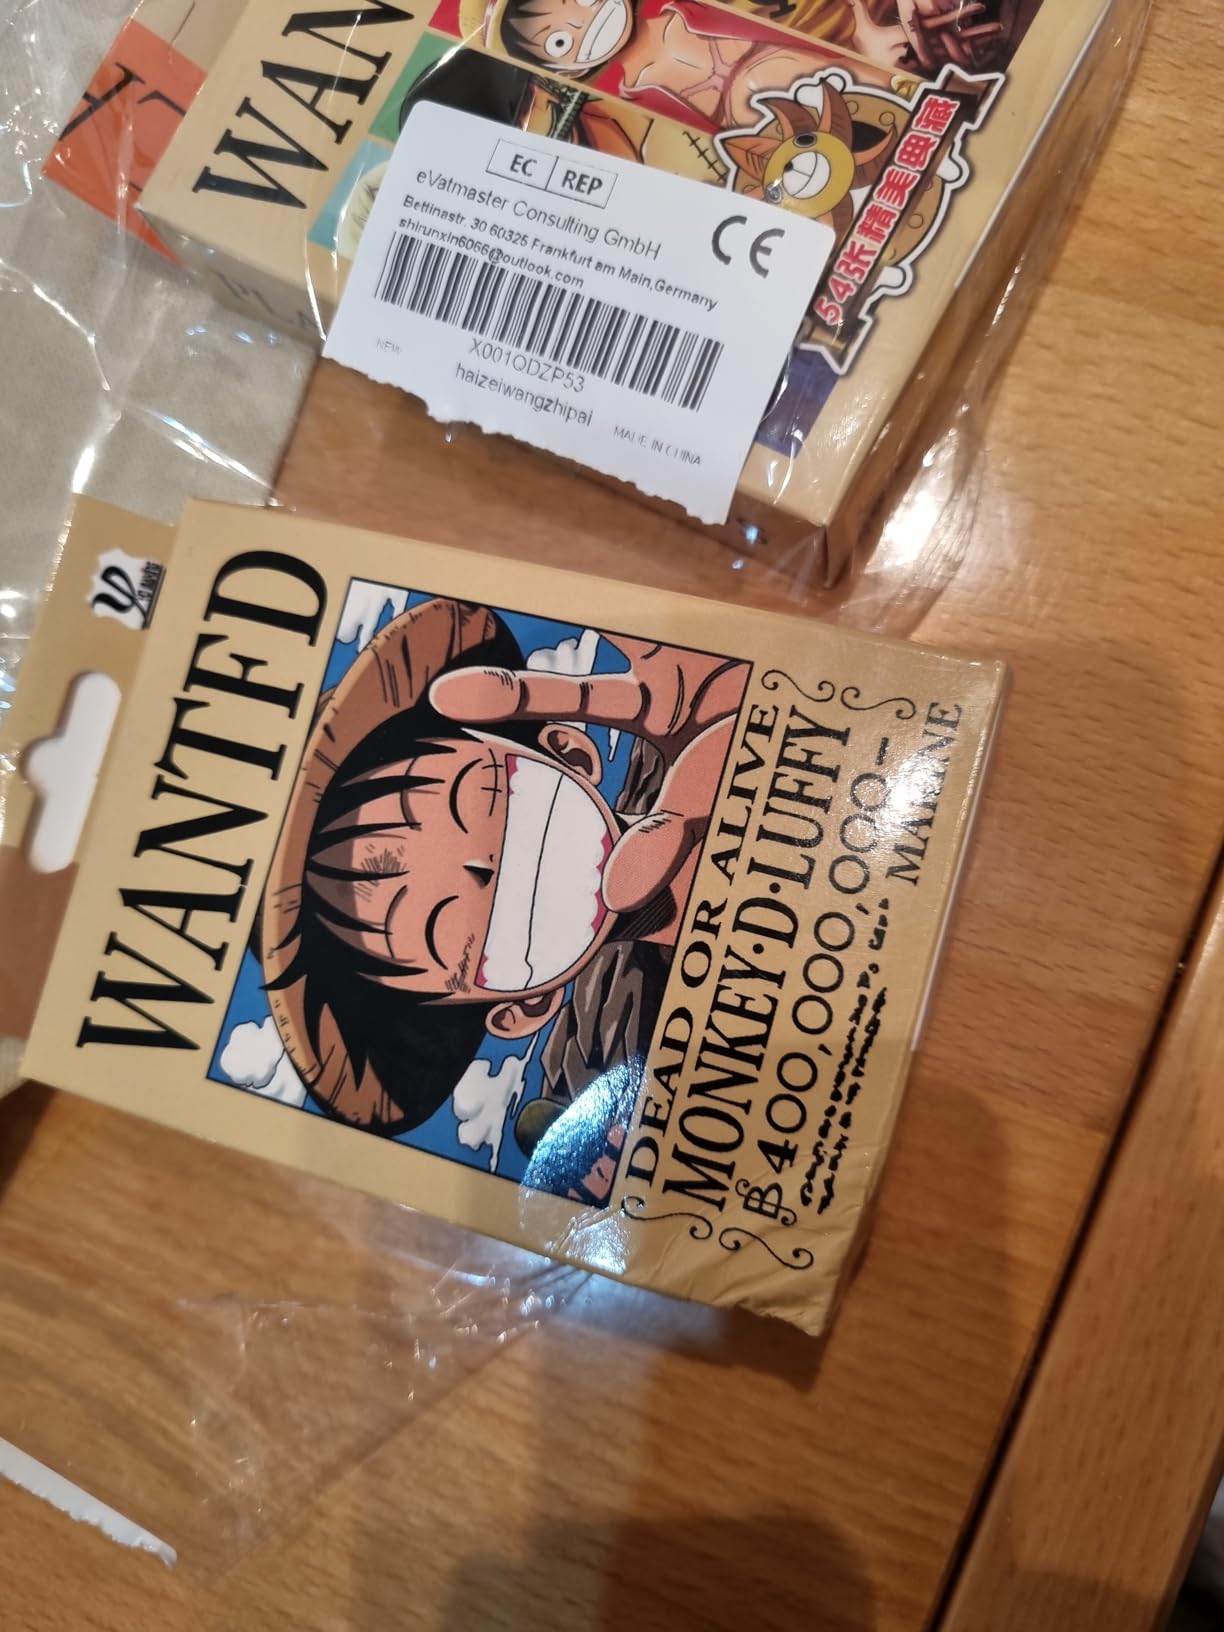 WAN
54张精美典藏
EC REP
CE
eVatmaster Consulting GmbH
Bettinastr. 30 60325 Frankfurt am Main,Germany
shirunxin6066@outlook.com
X001QDZP53
NEW
haizeiwangzhipai
MADE IN CHINA
PLA
WANTED
DEAD OR ALIVE
MONKEY·D·LUFFY
฿400,000,000-
MARINE